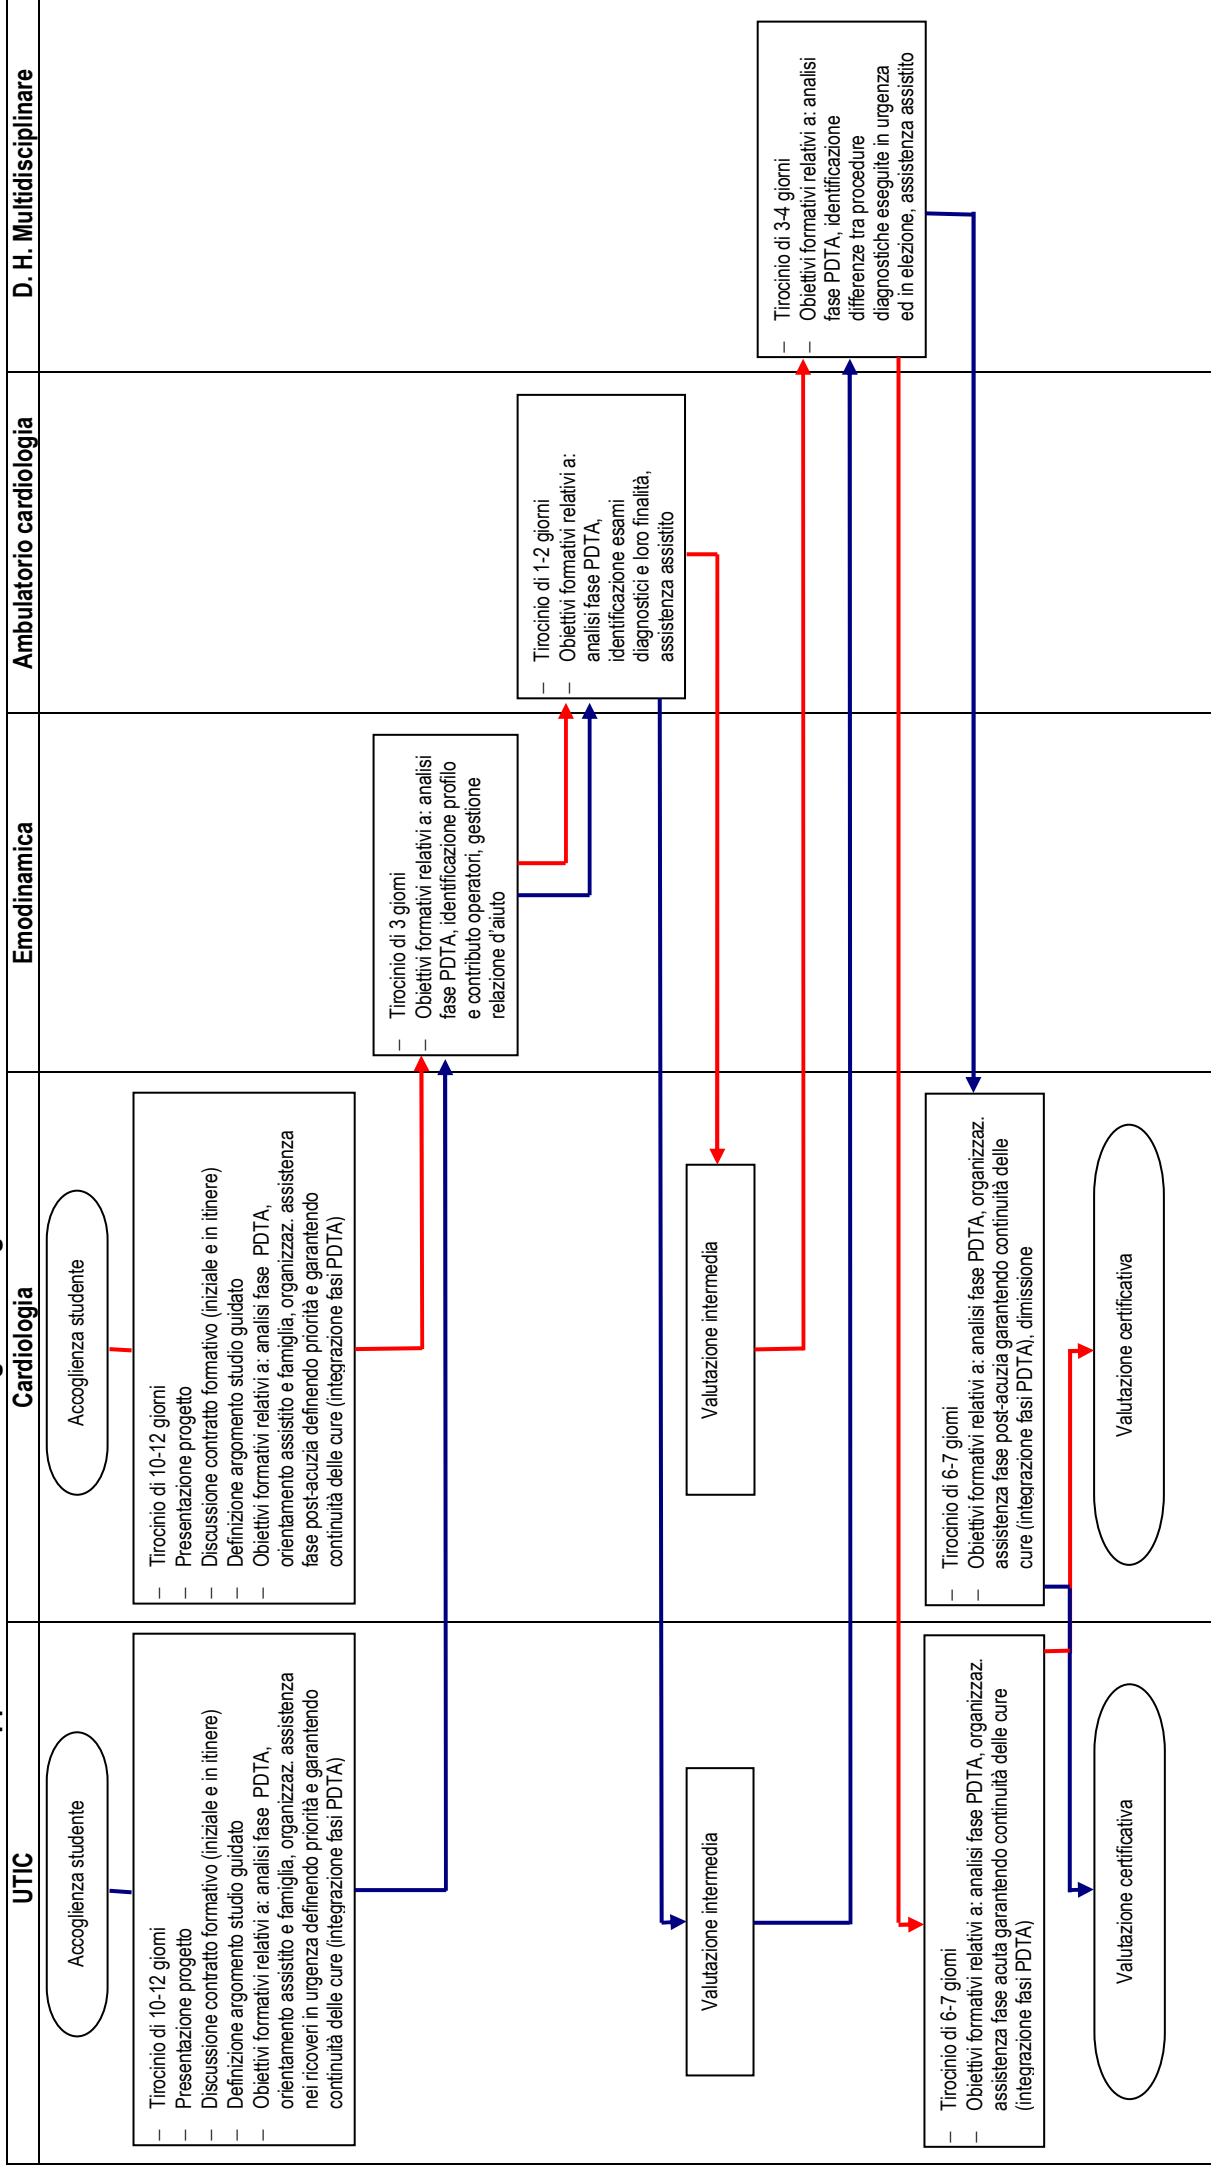 UTIC
Cardiologia
Emodinamica
Ambulatorio cardiologia
D. H. Multidisciplinare
Accoglienza studente
Accoglienza studente
– Tirocinio di 10-12 giorni
– Presentazione progetto
– Discussione contratto formativo (iniziale e in itinere)
– Definizione argomento studio guidato
– Obiettivi formativi relativi a: analisi fase PDTA,
orientamento assistito e famiglia, organizzaz. assistenza
nei ricoveri in urgenza definendo priorità e garantendo
continuità delle cure (integrazione fasi PDTA)
– Tirocinio di 10-12 giorni
– Presentazione progetto
– Discussione contratto formativo (iniziale e in itinere)
– Definizione argomento studio guidato
– Obiettivi formativi relativi a: analisi fase PDTA,
orientamento assistito e famiglia, organizzaz. assistenza
fase post-acuzia definendo priorità e garantendo
continuità delle cure (integrazione fasi PDTA)
– Tirocinio di 3 giorni
– Obiettivi formativi relativi a: analisi
fase PDTA, identificazione profilo
e contributo operatori, gestione
relazione d'aiuto
– Tirocinio di 1-2 giorni
– Obiettivi formativi relativi a:
analisi fase PDTA,
identificazione esami
diagnostici e loro finalità,
assistenza assistito
Valutazione intermedia
Valutazione intermedia
– Tirocinio di 3-4 giorni
– Obiettivi formativi relativi a: analisi
fase PDTA, identificazione
differenze tra procedure
diagnostiche eseguite in urgenza
ed in elezione, assistenza assistito
– Tirocinio di 6-7 giorni
– Obiettivi formativi relativi a: analisi fase PDTA, organizzaz.
assistenza fase acuta garantendo continuità delle cure
(integrazione fasi PDTA)
– Tirocinio di 6-7 giorni
– Obiettivi formativi relativi a: analisi fase PDTA, organizzaz.
assistenza fase post-acuzia garantendo continuità delle
cure (integrazione fasi PDTA), dimissione
Valutazione certificativa
Valutazione certificativa